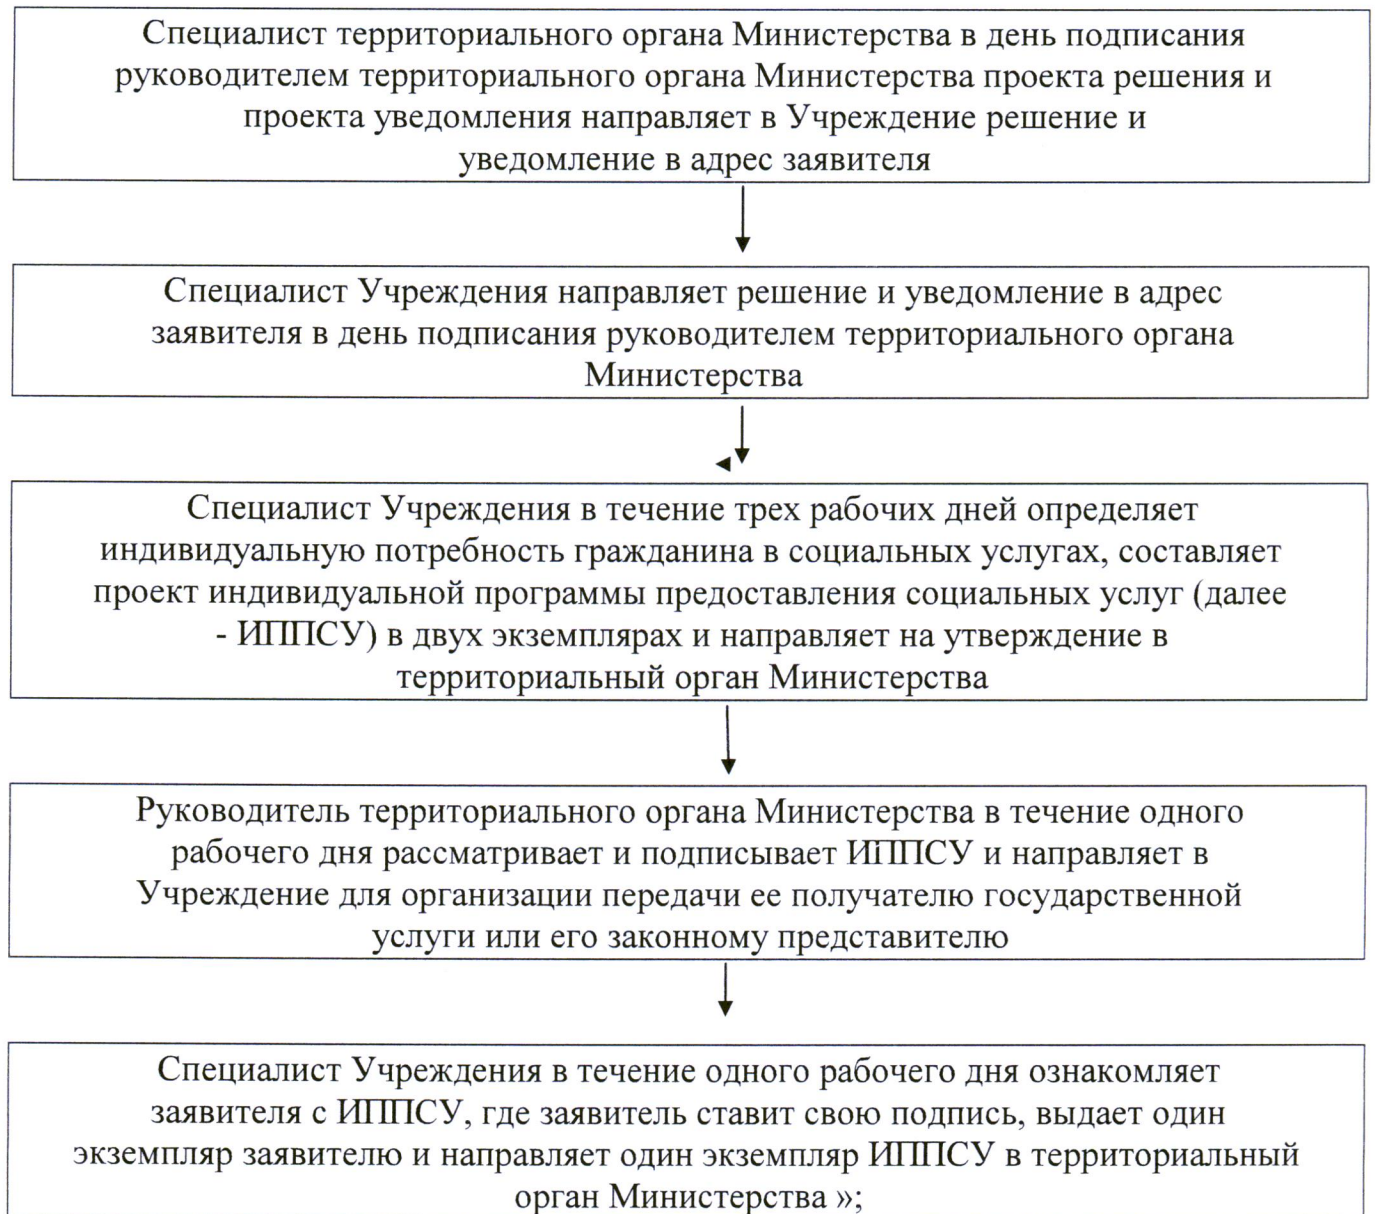 Специалист территориального органа Министерства в день подписания
руководителем территориального органа Министерства проекта решения и
проекта уведомления направляет в Учреждение решение и
уведомление в адрес заявителя
Специалист Учреждения направляет решение и уведомление в адрес
заявителя в день подписания руководителем территориального органа
Министерства
Специалист Учреждения в течение трех рабочих дней определяет
индивидуальную потребность гражданина в социальных услугах, составляет
проект индивидуальной программы предоставления социальных услуг (далее
- ИППСУ) в двух экземплярах и направляет на утверждение в
территориальный орган Министерства
Руководитель территориального органа Министерства в течение одного
рабочего дня рассматривает и подписывает ИППСУ и направляет в
Учреждение для организации передачи ее получателю государственной
услуги или его законному представителю
Специалист Учреждения в течение одного рабочего дня ознакомляет
заявителя с ИППСУ, где заявитель ставит свою подпись, выдает один
экземпляр заявителю и направляет один экземпляр ИППСУ в территориальный
орган Министерства »;